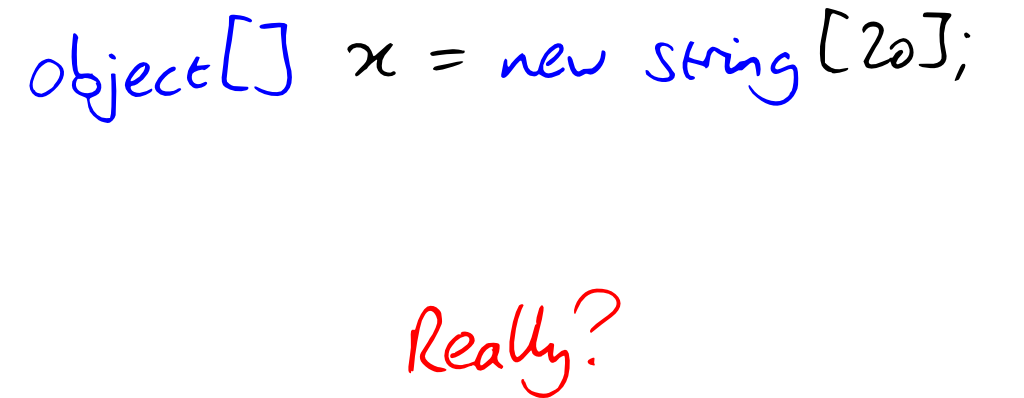 object[] x = new string [20];
Really?